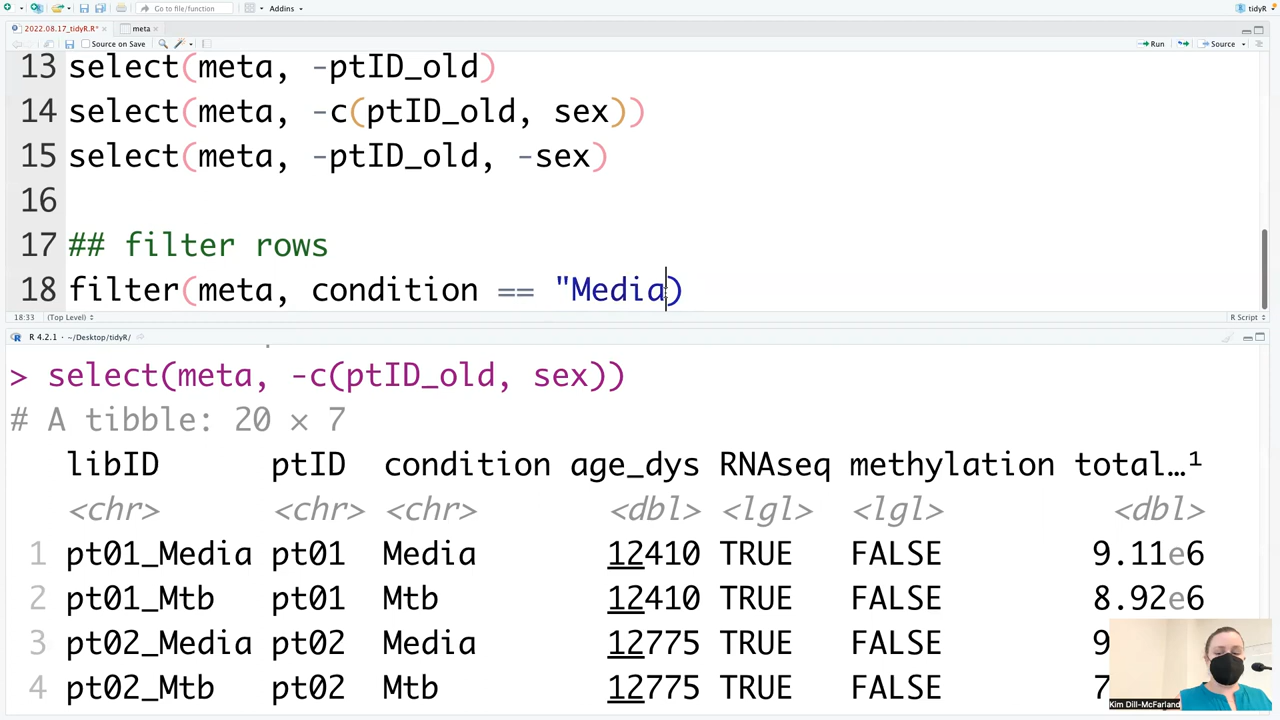 Go to file/function
Addins
tidyR
2022.08.17_tidyR.R*
meta
Source on Save
Run
Source
13 select(meta, -ptID_old)
14 select(meta, -c(ptID_old, sex))
15 select(meta, -ptID_old, -sex)
16
17 ## filter rows
18 filter(meta, condition == "Media)
18:33 (Top Level) R Script
R 4.2.1 · ~/Desktop/tidyR/
> select(meta, -c(ptID_old, sex))
# A tibble: 20 × 7
libID ptID condition age_dys RNAseq methylation total…¹
<chr> <chr> <chr> <dbl> <lgl> <lgl> <dbl>
1 pt01_Media pt01 Media 12410 TRUE FALSE 9.11e6
2 pt01_Mtb pt01 Mtb 12410 TRUE FALSE 8.92e6
3 pt02_Media pt02 Media 12775 TRUE FALSE 9
4 pt02_Mtb pt02 Mtb 12775 TRUE FALSE 7
Kim Dill-McFarland